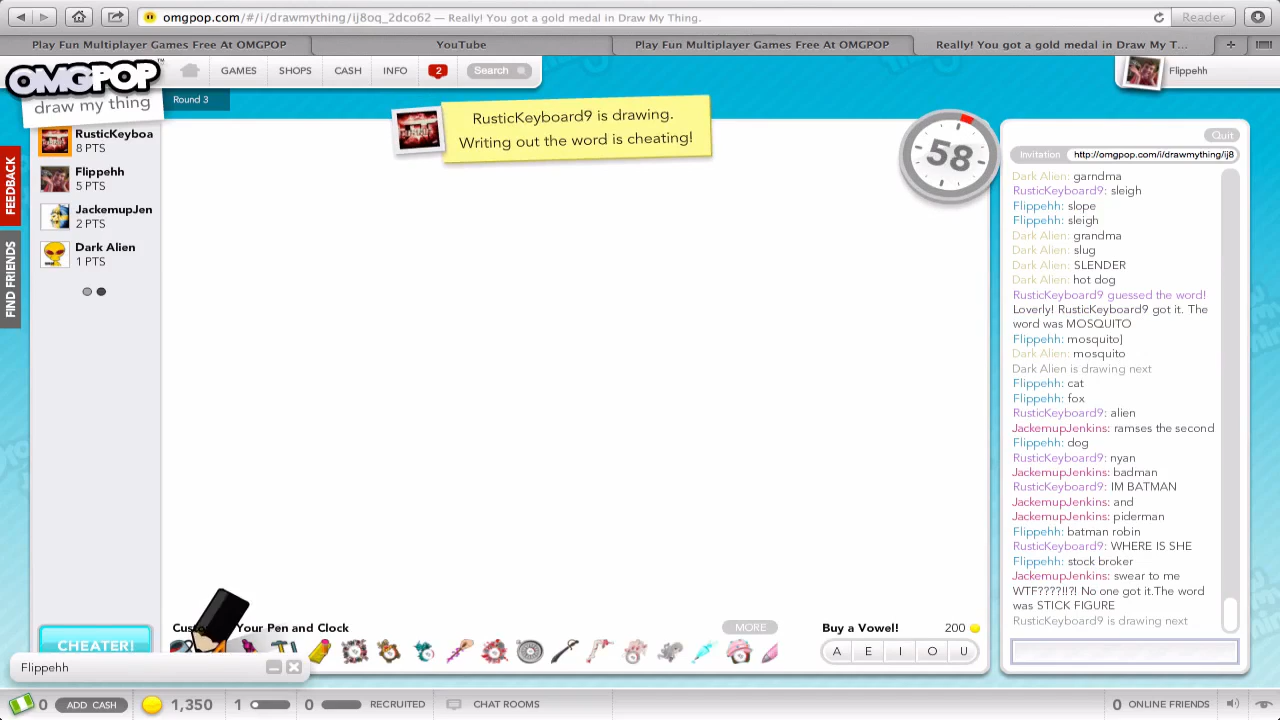 omgpop.com/#/i/drawmything/ij8oq_2dco62 — Really! You got a gold medal in Draw My Thing.
Reader
Play Fun Multiplayer Games Free At OMGPOP
YouTube
Play Fun Multiplayer Games Free At OMGPOP
Really! You got a gold medal in Draw My T...
OMGPOP
GAMES
SHOPS
CASH
INFO
2
Search
Flippehh
draw my thing
Round 3
RusticKeyboard9 is drawing.
Writing out the word is cheating!
58
RusticKeyboa
8 PTS
Flippehh
5 PTS
JackemupJen
2 PTS
Dark Alien
1 PTS
FEEDBACK
FIND FRIENDS
Quit
Invitation http://omgpop.com/i/drawmything/ij8
Dark Alien: garndma
RusticKeyboard9: sleigh
Flippehh: slope
Flippehh: sleigh
Dark Alien: grandma
Dark Alien: slug
Dark Alien: SLENDER
Dark Alien: hot dog
RusticKeyboard9 guessed the word!
Loverly! RusticKeyboard9 got it. The
word was MOSQUITO
Flippehh: mosquito]
Dark Alien: mosquito
Dark Alien is drawing next
Flippehh: cat
Flippehh: fox
RusticKeyboard9: alien
JackemupJenkins: ramses the second
Flippehh: dog
RusticKeyboard9: nyan
JackemupJenkins: badman
RusticKeyboard9: IM BATMAN
JackemupJenkins: and
JackemupJenkins: piderman
Flippehh: batman robin
RusticKeyboard9: WHERE IS SHE
Flippehh: stock broker
JackemupJenkins: swear to me
WTF????!!?! No one got it.The word
was STICK FIGURE
RusticKeyboard9 is drawing next
CHEATER!
Your Pen and Clock
MORE
Buy a Vowel!
200
A E I O U
Flippehh
0
ADD CASH
1,350
1
0
RECRUITED
CHAT ROOMS
0 ONLINE FRIENDS